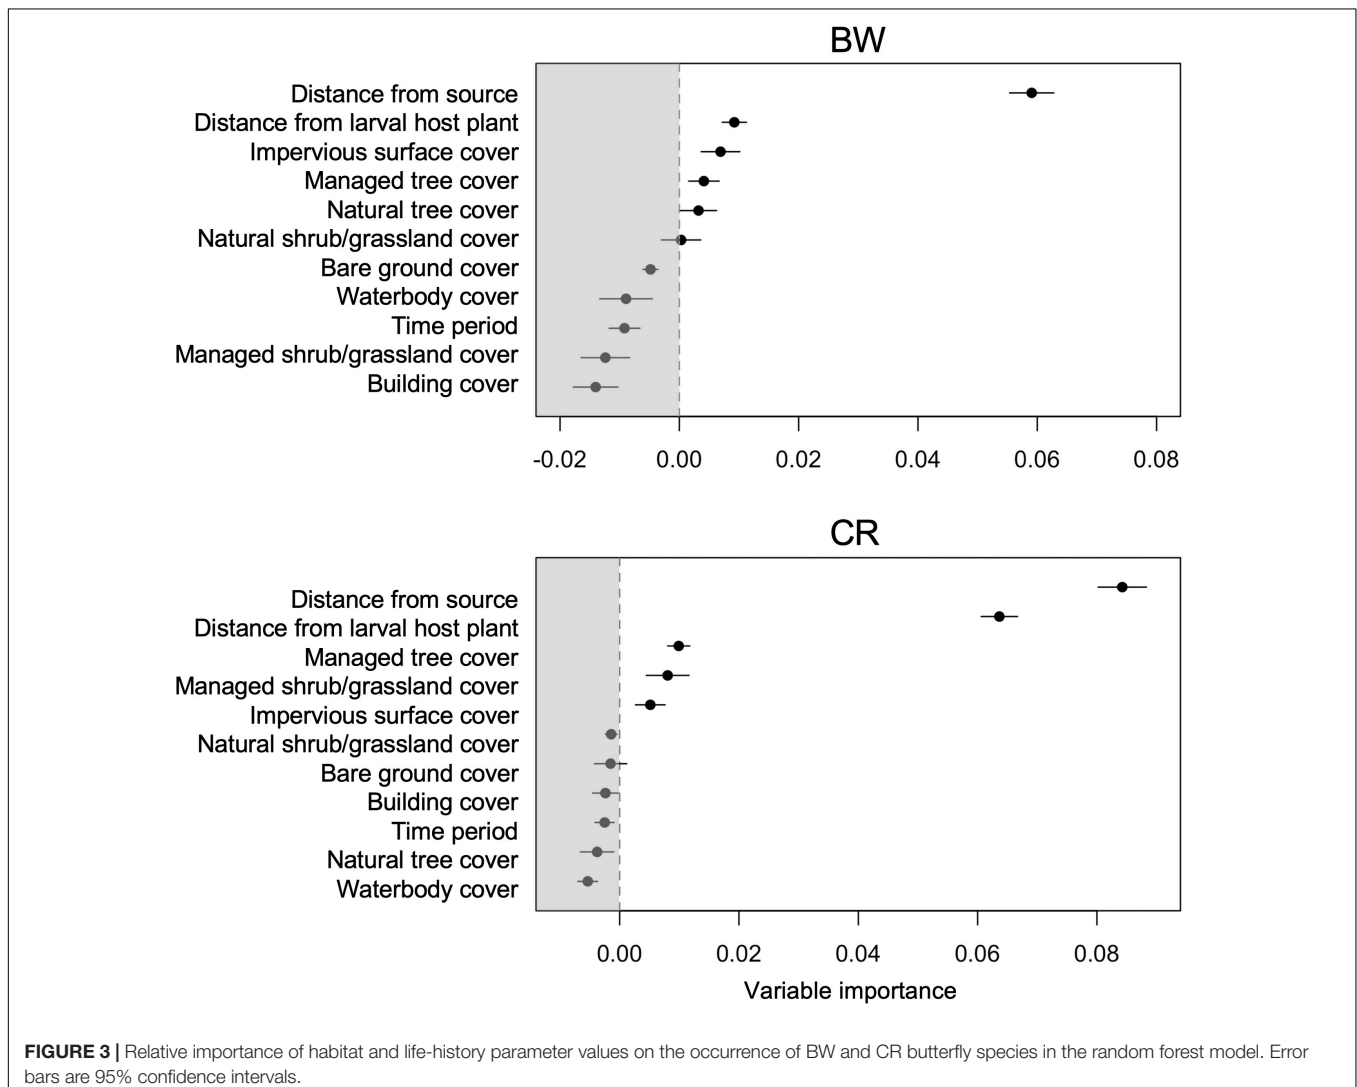 BW
Distance from source
Distance from larval host plant
Impervious surface cover
Managed tree cover
Natural tree cover
Natural shrub/grassland cover
Bare ground cover
Waterbody cover
Time period
Managed shrub/grassland cover
Building cover
-0.02 0.00 0.02 0.04 0.06 0.08
CR
Distance from source
Distance from larval host plant
Managed tree cover
Managed shrub/grassland cover
Impervious surface cover
Natural shrub/grassland cover
Bare ground cover
Building cover
Time period
Natural tree cover
Waterbody cover
0.00 0.02 0.04 0.06 0.08
Variable importance
FIGURE 3 | Relative importance of habitat and life-history parameter values on the occurrence of BW and CR butterfly species in the random forest model. Error
bars are 95% confidence intervals.